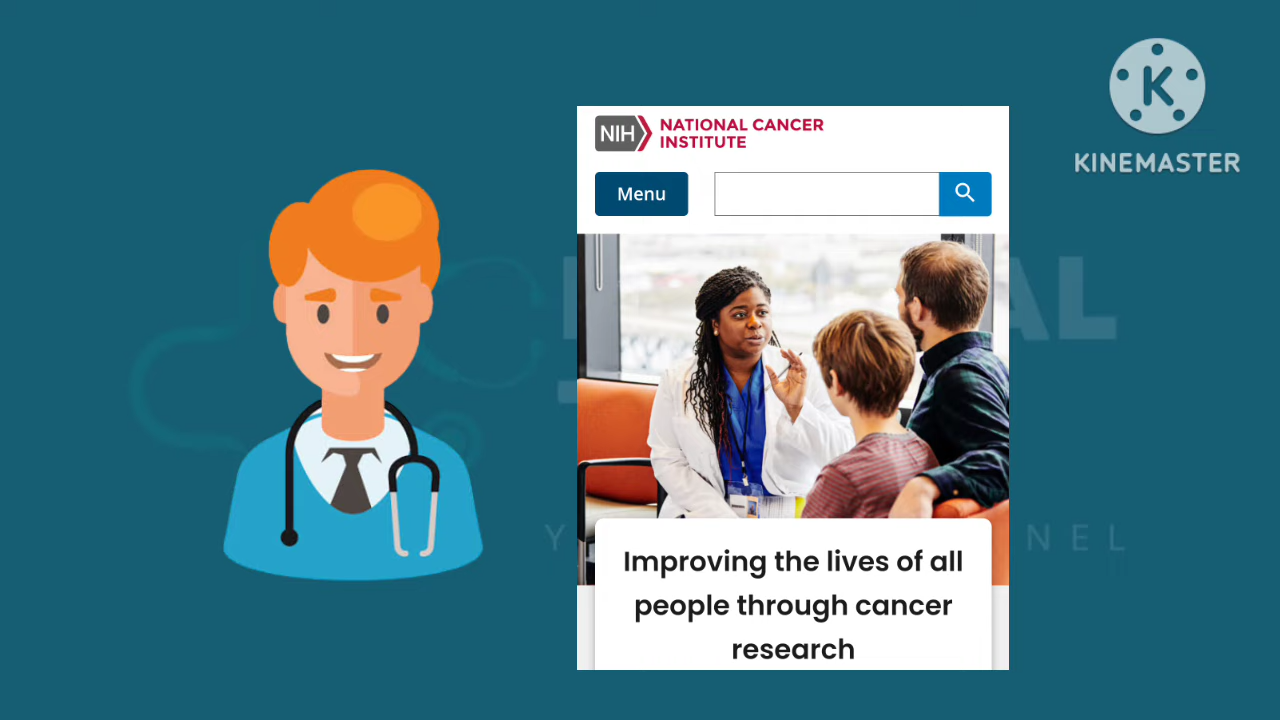 NIH
NATIONAL CANCER
INSTITUTE
Menu
K
KINEMASTER
Improving the lives of all
people through cancer
research